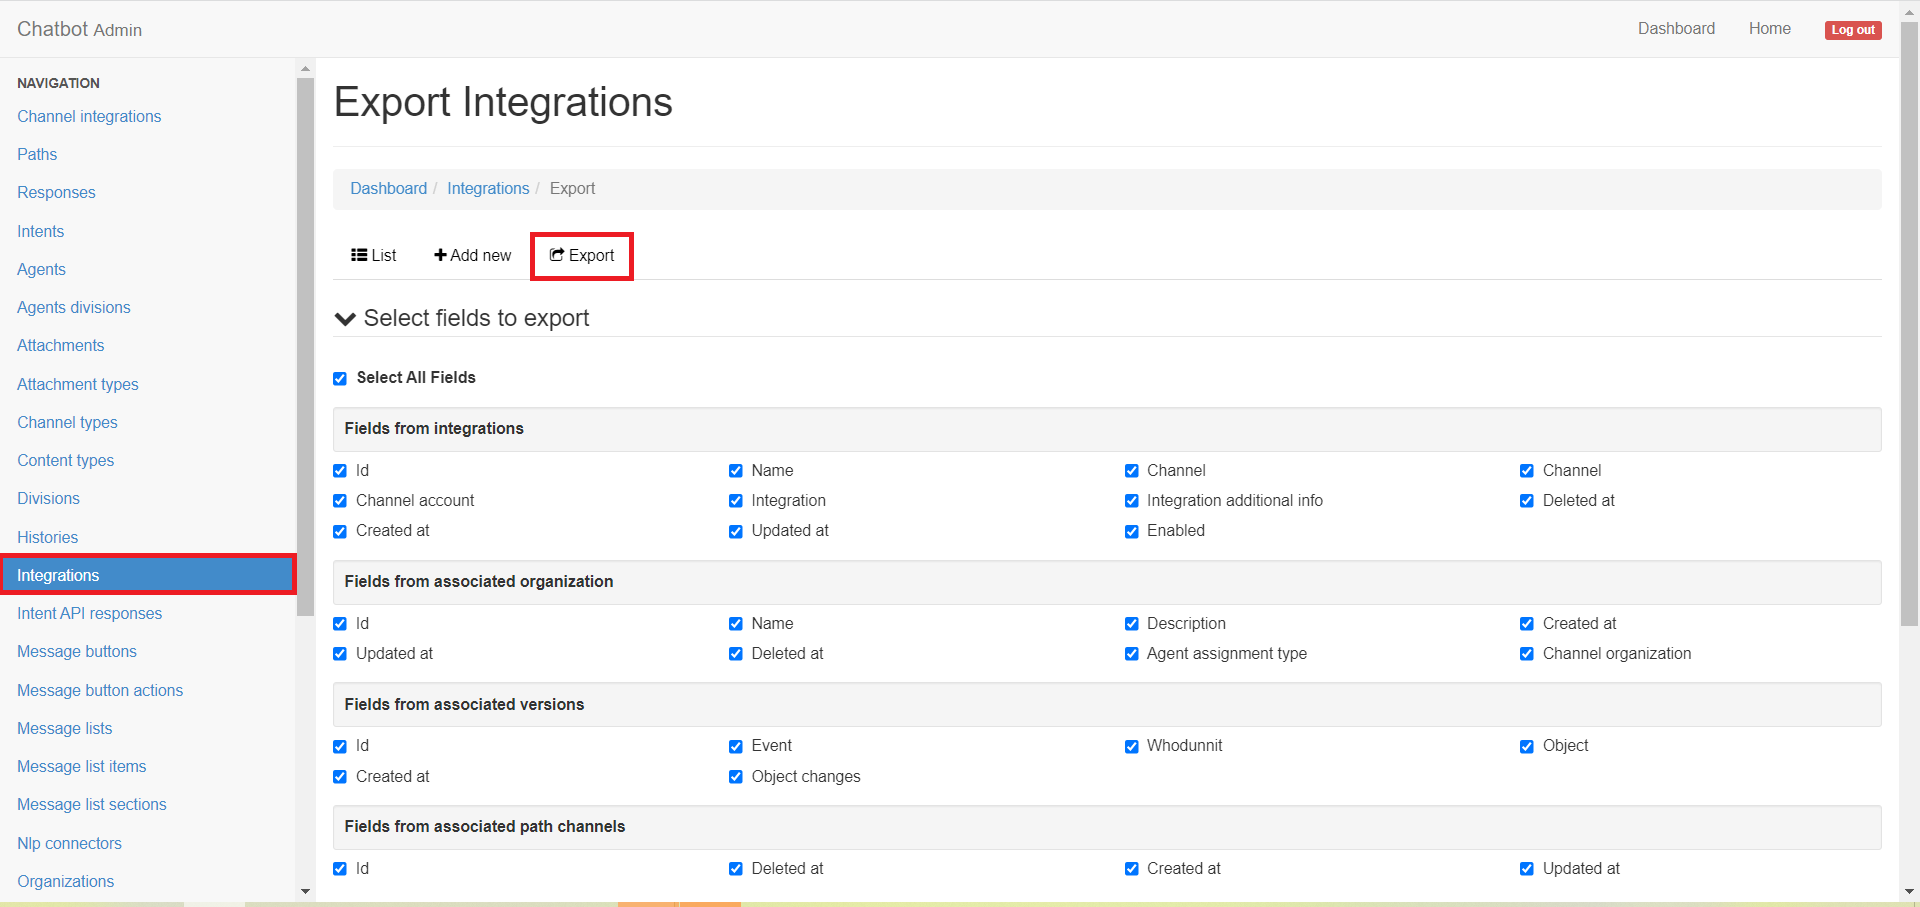 Chatbot Admin
Dashboard Home Log out
NAVIGATION
Channel integrations
Paths
Responses
Intents
Agents
Agents divisions
Attachments
Attachment types
Channel types
Content types
Divisions
Histories
Integrations
Intent API responses
Message buttons
Message button actions
Message lists
Message list items
Message list sections
Nlp connectors
Organizations
Export Integrations
Dashboard / Integrations / Export
List Add new Export
Select fields to export
Select All Fields
Fields from integrations
Id Name Channel Channel
Channel account Integration Integration additional info Deleted at
Created at Updated at Enabled
Fields from associated organization
Id Name Description Created at
Updated at Deleted at Agent assignment type Channel organization
Fields from associated versions
Id Event Whodunnit Object
Created at Object changes
Fields from associated path channels
Id Deleted at Created at Updated at